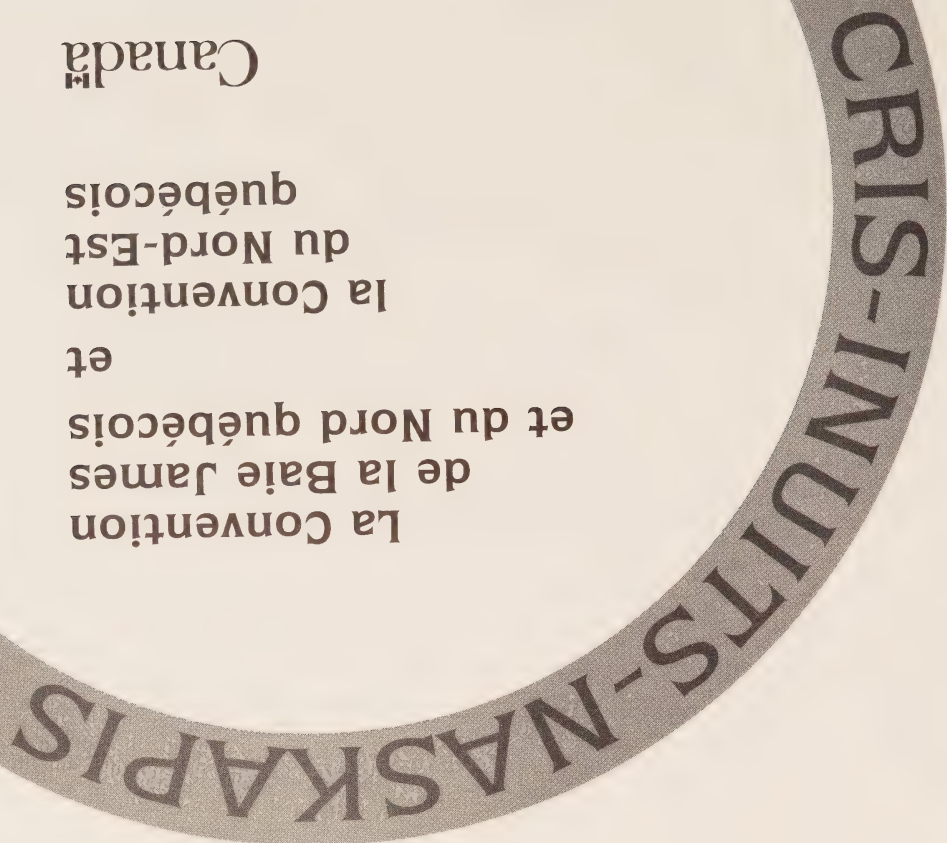 CRIS-INUITS-NASKAPIS
La Convention
de la Baie James
et du Nord québécois
et
la Convention
du Nord-Est
québécois
Canada